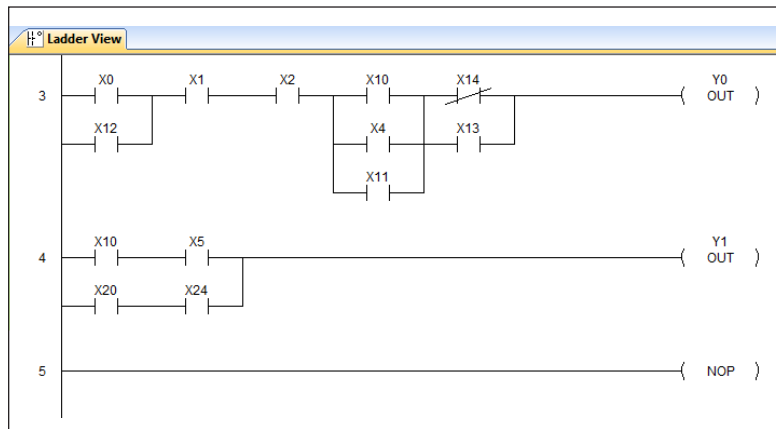 Ladder View
X0 X1 X2 X10 X14 Y0
3 OUT
X12 X4 X13
X11
X10 X5 Y1
4 OUT
X20 X24
5 NOP